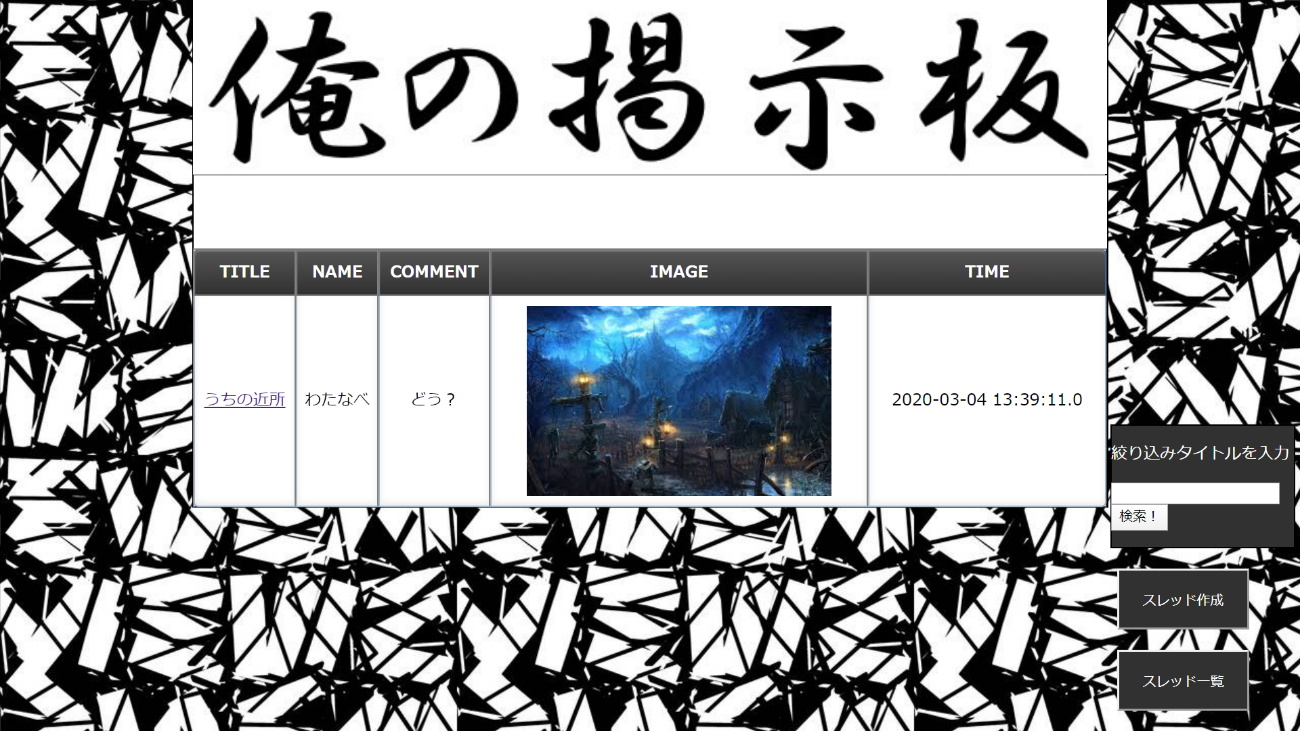 俺の掲示板
TITLE NAME COMMENT IMAGE TIME
うちの近所 わたなべ どう？ 2020-03-04 13:39:11.0
絞り込みタイトルを入力
検索！
スレッド作成
スレッド一覧